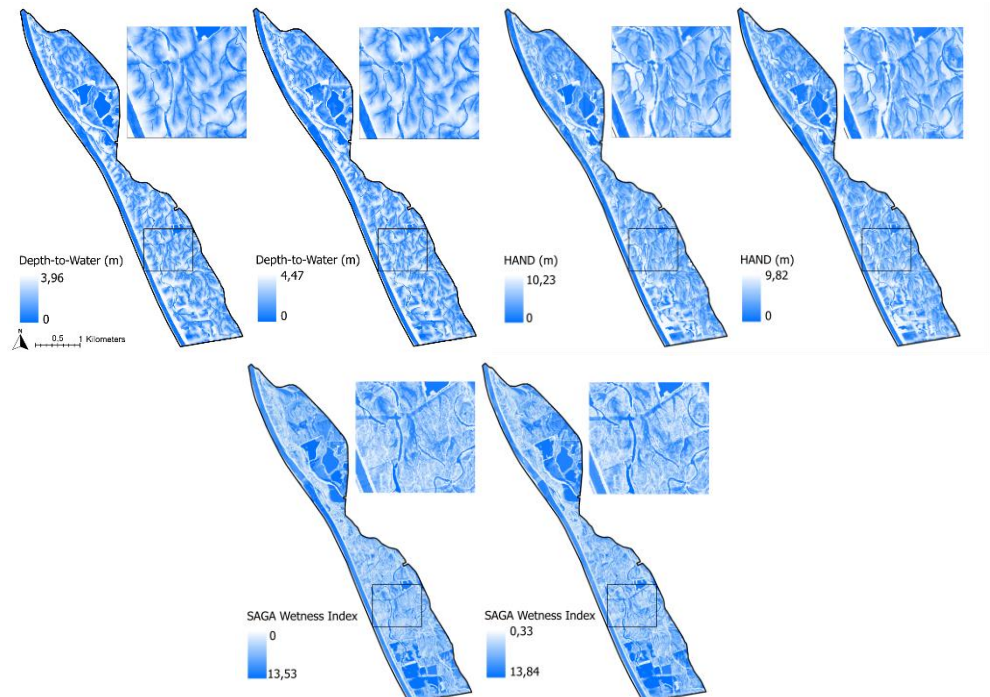 Depth-to-Water (m)
3,96
0
N
0.5 1 Kilometers
Depth-to-Water (m)
4,47
0
HAND (m)
10,23
0
HAND (m)
9,82
0
SAGA Wetness Index
0
13,53
SAGA Wetness Index
0,33
13,84